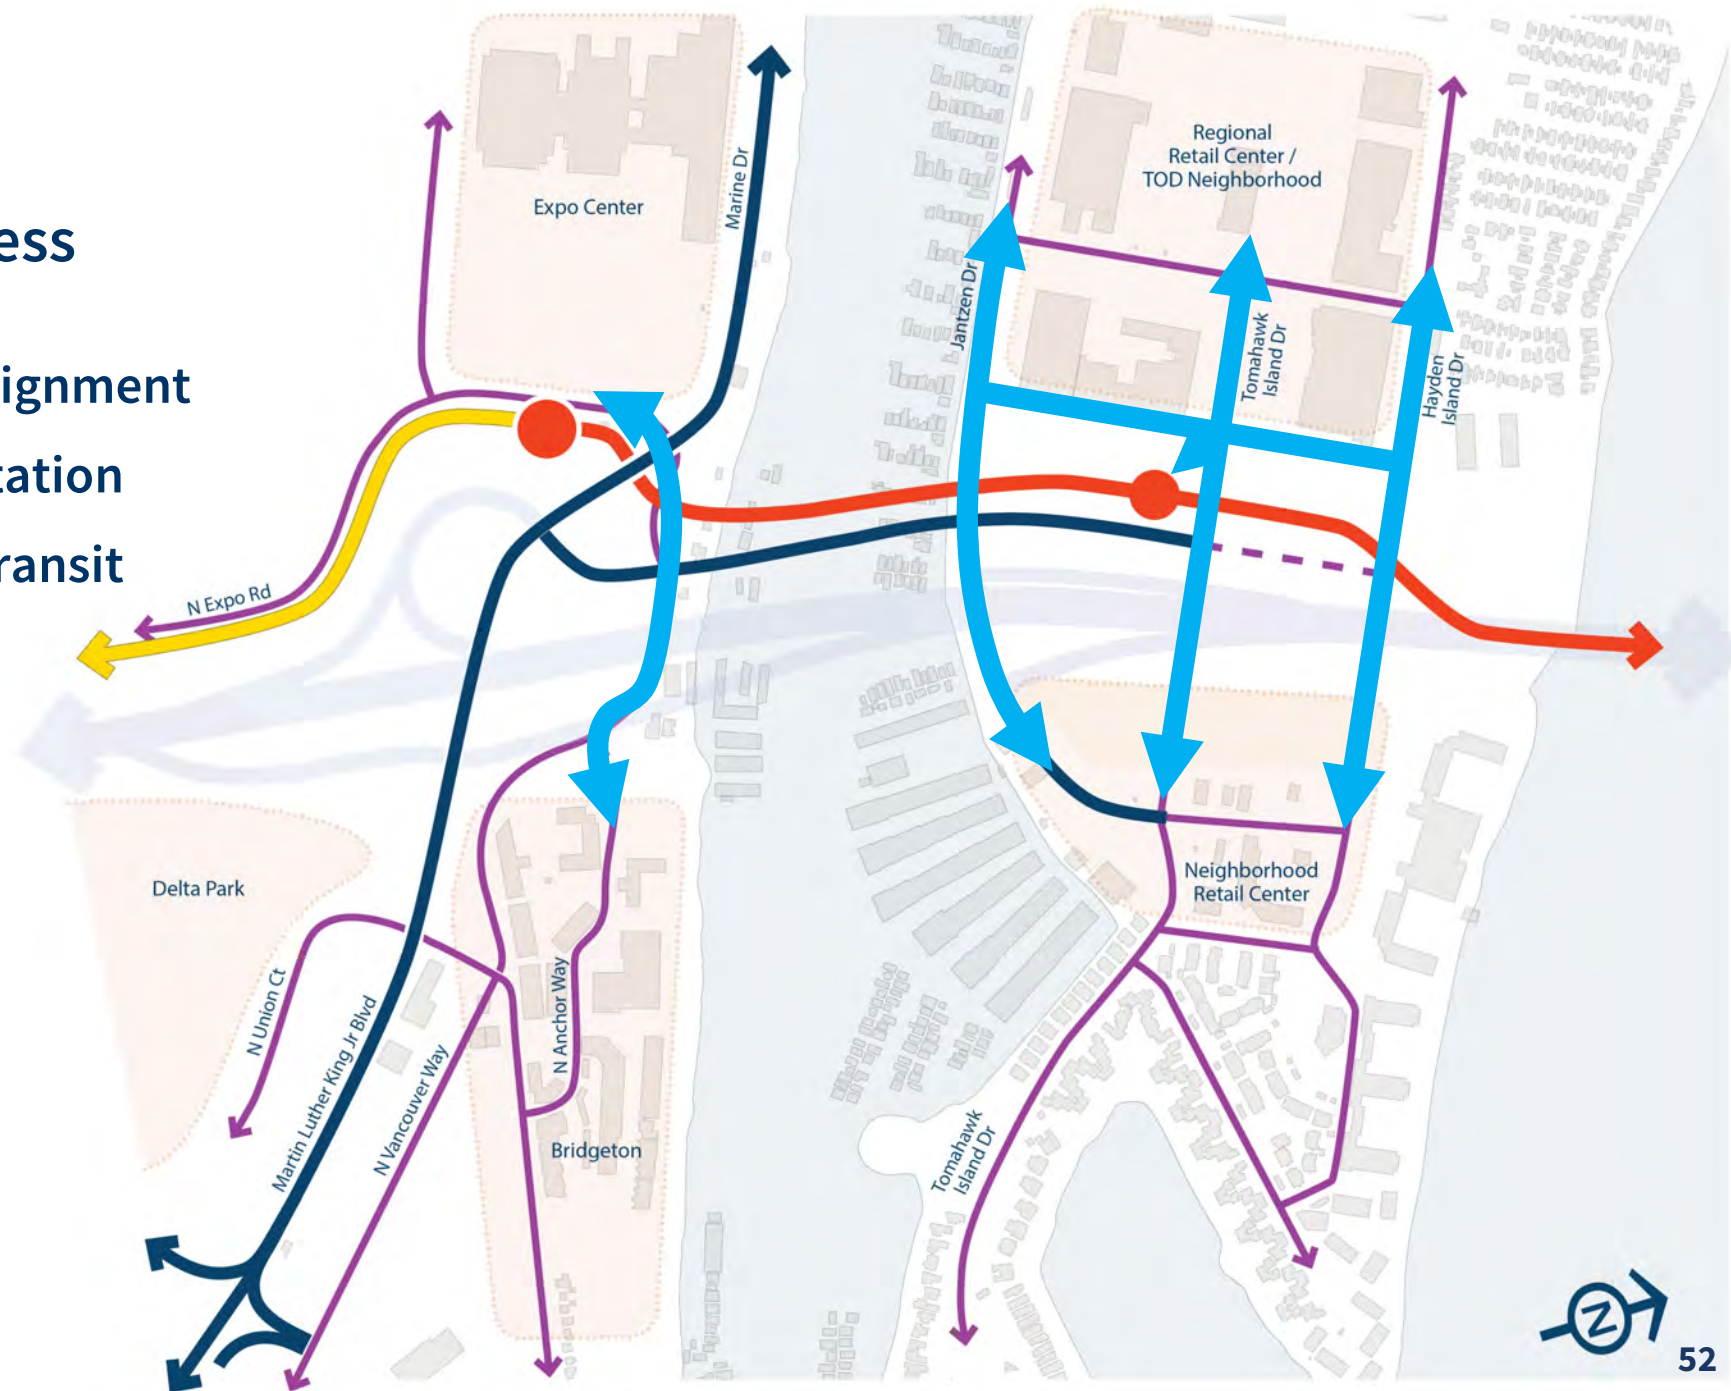 ess
ignment
tation
ransit
Expo Center
Marine Dr
Regional
Retail Center /
TOD Neighborhood
Jantzen Dr
Tomahawk
Island Dr
Hayden
Island Dr
N Expo Rd
Delta Park
N Union Ct
Martin Luther King Jr Blvd
N Vancouver Way
N Anchor Way
Bridgeton
Neighborhood
Retail Center
Tomahawk
Island Dr
N
52